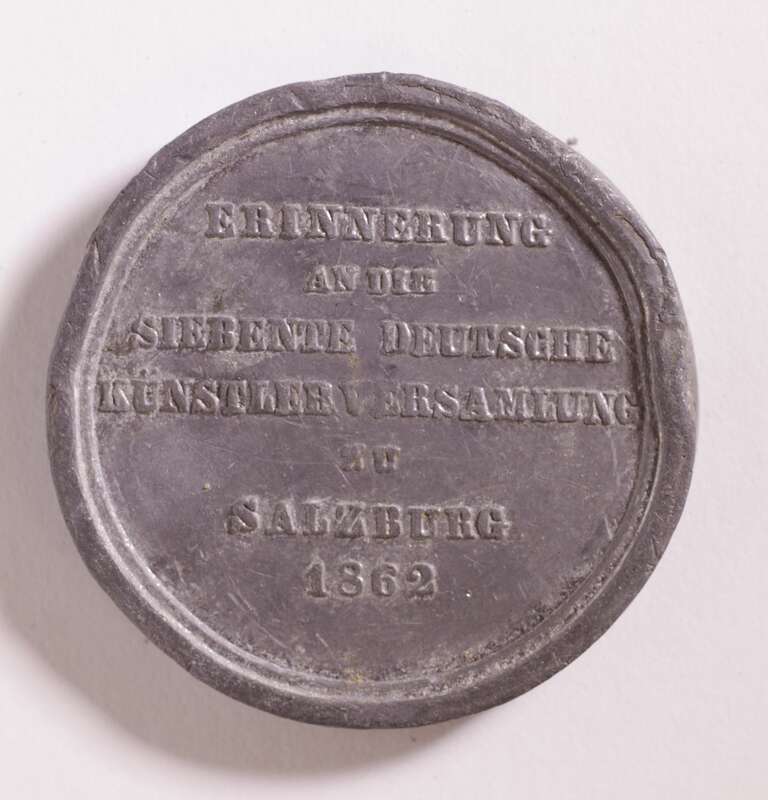 ERINNERUNG
AN DIE
SIEBENTE DEUTSCHE
KÜNSTLERVERSAMLUNG
ZU
SALZBURG
1862